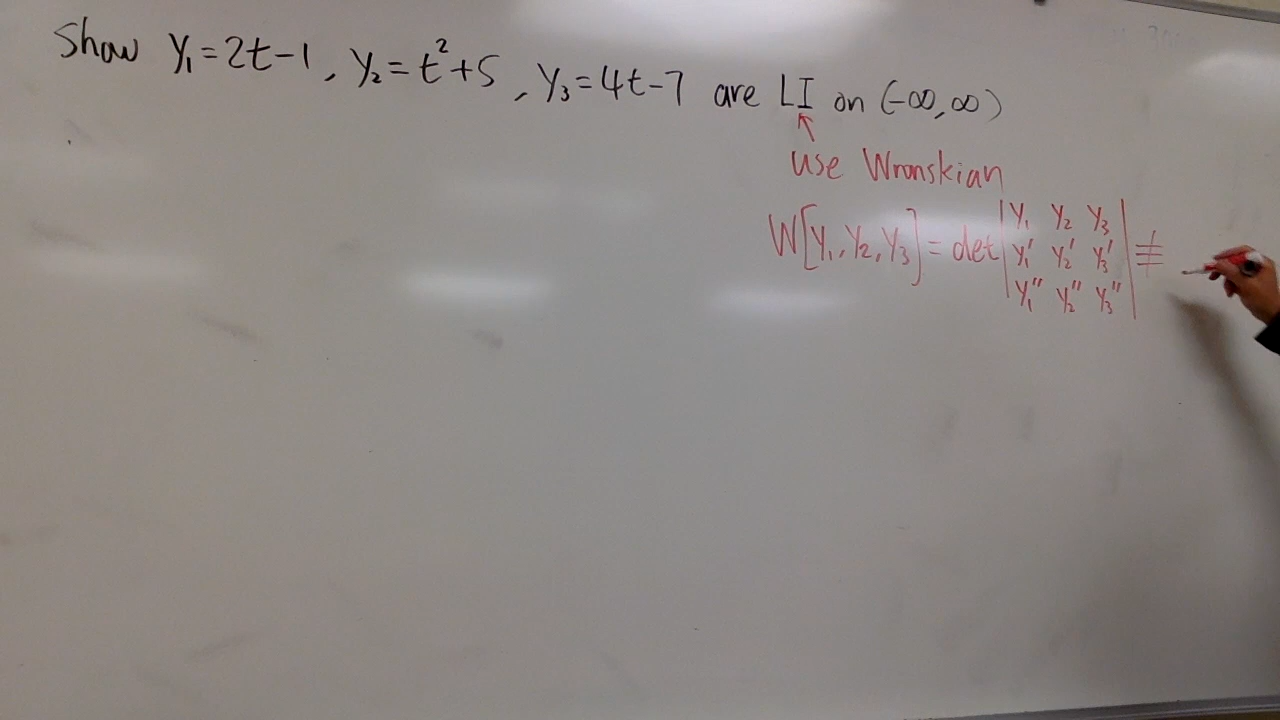 Show y₁=2t-1, y₂=t²+5, y₃=4t-7 are LI on (-∞,∞)
use Wronskian
W[y₁,y₂,y₃]=det|y₁ y₂ y₃|≢
y₁' y₂' y₃'
y₁'' y₂'' y₃''